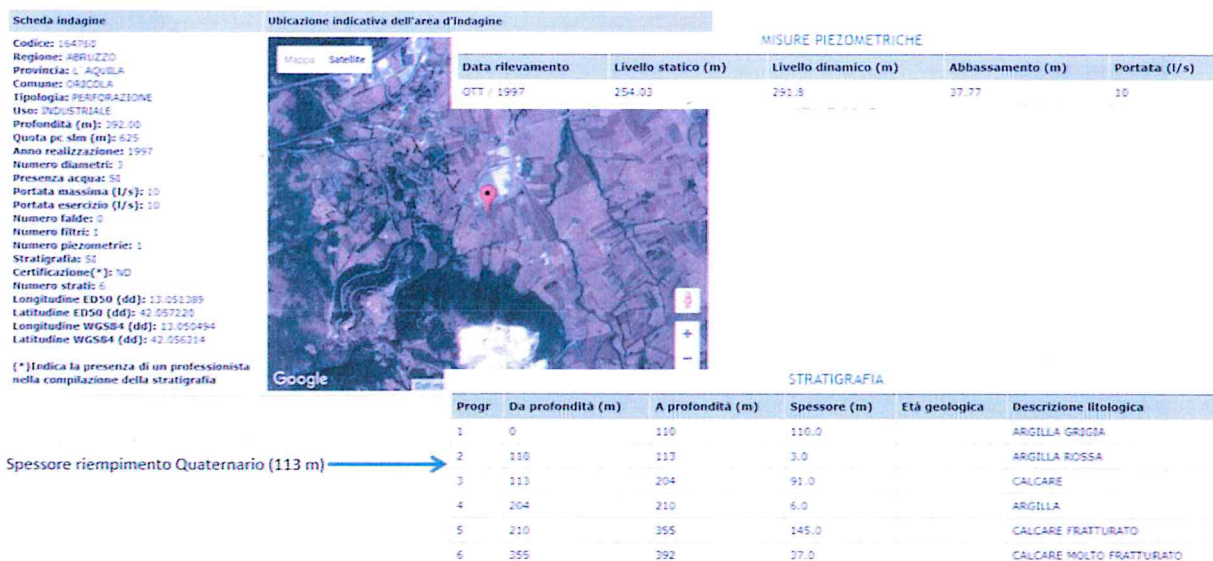 Scheda indagine
Ubicazione indicativa dell'area d'indagine
Codice: 164760
Regione: ABRUZZO
Provincia: L'AQUILA
Comune: ORICOLA
Tipologia: PERFORAZIONE
Uso: INDUSTRIALE
Profondità (m): 392.00
Quota pc slm (m): 625
Anno realizzazione: 1997
Numero diametri: 3
Presenza acqua: SI
Portata massima (l/s): 10
Portata esercizio (l/s): 10
Numero falde: 0
Numero filtri: 1
Numero piezometrie: 1
Stratigrafia: SI
Certificazione(*): NO
Numero strati: 6
Longitudine ED50 (dd): 13.051389
Latitudine ED50 (dd): 42.057220
Longitudine WGS84 (dd): 13.050494
Latitudine WGS84 (dd): 42.056214
(*)Indica la presenza di un professionista
nella compilazione della stratigrafia
Mappa Satellite
Google
MISURE PIEZOMETRICHE
Data rilevamento Livello statico (m) Livello dinamico (m) Abbassamento (m) Portata (l/s)
OTT / 1997 254.03 291.8 37.77 10
STRATIGRAFIA
Progr Da profondità (m) A profondità (m) Spessore (m) Età geologica Descrizione litologica
1 0 110 110.0 ARGILLA GRIGIA
2 110 113 3.0 ARGILLA ROSSA
3 113 204 91.0 CALCARE
4 204 210 6.0 ARGILLA
5 210 355 145.0 CALCARE FRATTURATO
6 355 392 37.0 CALCARE MOLTO FRATTURATO
Spessore riempimento Quaternario (113 m)